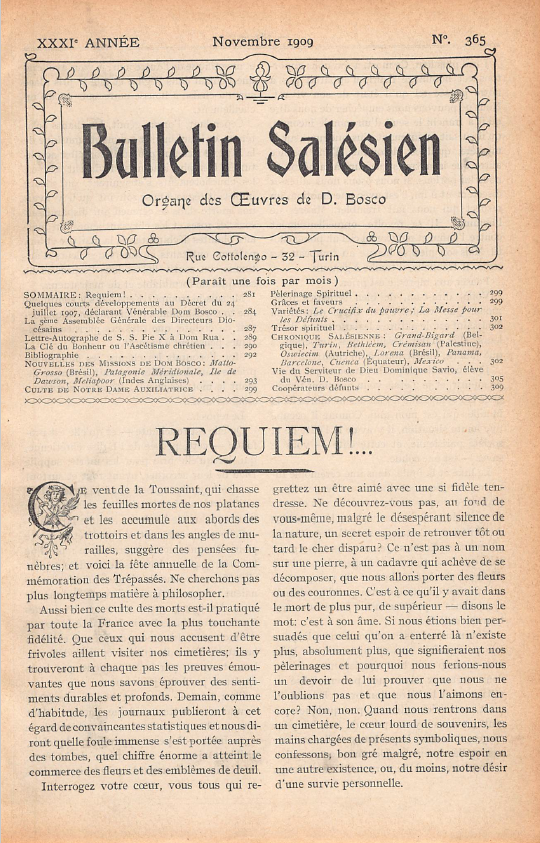 XXXIe ANNÉE
Novembre 1909
No. 365
Bulletin Salésien
Organe des Œuvres de D. Bosco
Rue Cottolengo - 32 - Turin
(Paraît une fois par mois)
SOMMAIRE: Requiem! . . . . . . . . 281
Quelques courts développements au Décret du 24
juillet 1907, déclarant Vénérable Dom Bosco . . 284
La 5ème Assemblée Générale des Directeurs Dio-
césains . . . . . . . . 287
Lettre-Autographe de S. S. Pie X à Dom Rua . . 289
La Clé du Bonheur ou l'Ascétisme chrétien . . . 290
Bibliographie . . . . . . . . 292
NOUVELLES DES MISSIONS DE DOM BOSCO: Matto-
Grosso (Brésil), Patagonie Méridionale, Ile de
Dawson, Meliapoor (Indes Anglaises) . . . 293
CULTE DE NOTRE DAME AUXILIATRICE . . . 299
Pèlerinage Spirituel . . . . . . . . 299
Grâces et faveurs . . . . . . . . 299
Variétés: Le Crucifix du pauvre; La Messe pour
les Défunts . . . . . . . . 301
Trésor spirituel . . . . . . . . 302
CHRONIQUE SALÉSIENNE: Grand-Bigard (Bel-
gique), Turin, Bethléem, Crémisan (Palestine),
Oswiecim (Autriche), Lorena (Brésil), Panama,
Barcelone, Cuenca (Équateur), Mexico . . . 302
Vie du Serviteur de Dieu Dominique Savio, élève
du Vén. D. Bosco . . . . . . . . 305
Coopérateurs défunts . . . . . . . . 309
REQUIEM!...
CE vent de la Toussaint, qui chasse
les feuilles mortes de nos platanes
et les accumule aux abords des
trottoirs et dans les angles de mu-
railles, suggère des pensées fu-
nèbres; et voici la fête annuelle de la Com-
mémoration des Trépassés. Ne cherchons pas
plus longtemps matière à philosopher.
Aussi bien ce culte des morts est-il pratiqué
par toute la France avec la plus touchante
fidélité. Que ceux qui nous accusent d'être
frivoles aillent visiter nos cimetières; ils y
trouveront à chaque pas les preuves émou-
vantes que nous savons éprouver des senti-
ments durables et profonds. Demain, comme
d'habitude, les journaux publieront à cet
égard de convaincantes statistiques et nous di-
ront quelle foule immense s'est portée auprès
des tombes, quel chiffre énorme a atteint le
commerce des fleurs et des emblèmes de deuil.
Interrogez votre cœur, vous tous qui re-
grettez un être aimé avec une si fidèle ten-
dresse. Ne découvrez-vous pas, au fond de
vous-même, malgré le désespérant silence de
la nature, un secret espoir de retrouver tôt ou
tard le cher disparu? Ce n'est pas à un nom
sur une pierre, à un cadavre qui achève de se
décomposer, que nous allons porter des fleurs
ou des couronnes. C'est à ce qu'il y avait dans
le mort de plus pur, de supérieur — disons le
mot: c'est à son âme. Si nous étions bien per-
suadés que celui qu'on a enterré là n'existe
plus, absolument plus, que signifieraient nos
pèlerinages et pourquoi nous ferions-nous
un devoir de lui prouver que nous ne
l'oublions pas et que nous l'aimons en-
core? Non, non. Quand nous rentrons dans
un cimetière, le cœur lourd de souvenirs, les
mains chargées de présents symboliques, nous
confessons, bon gré malgré, notre espoir en
une autre existence, ou, du moins, notre désir
d'une survie personnelle.